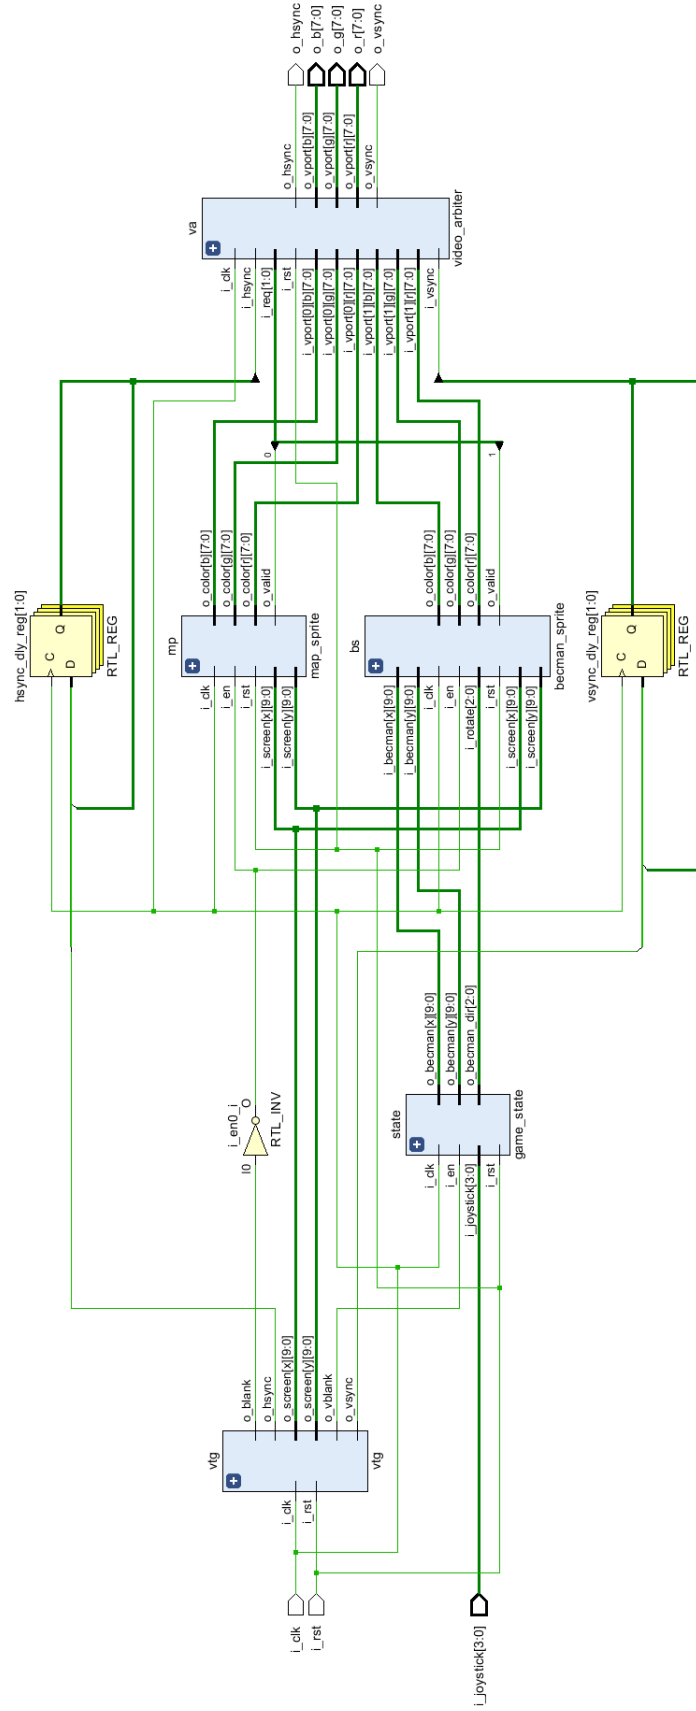 i_clk
i_rst
i_joystick[3:0]
vtg
i_clk
i_rst
o_blank
o_hsync
o_screen[x][9:0]
o_screen[y][9:0]
o_vblank
o_vsync
vtg
i_en0_i
I0
O
RTL_INV
state
i_clk
i_en
i_joystick[3:0]
i_rst
o_becman[x][9:0]
o_becman[y][9:0]
o_becman_dir[2:0]
game_state
hsync_dly_reg[1:0]
C
D
Q
RTL_REG
mp
i_clk
i_en
i_rst
i_screen[x][9:0]
i_screen[y][9:0]
o_color[b][7:0]
o_color[g][7:0]
o_color[r][7:0]
o_valid
map_sprite
bs
i_becman[x][9:0]
i_becman[y][9:0]
i_clk
i_en
i_rotate[2:0]
i_rst
i_screen[x][9:0]
i_screen[y][9:0]
o_color[b][7:0]
o_color[g][7:0]
o_color[r][7:0]
o_valid
becman_sprite
vsync_dly_reg[1:0]
C
D
Q
RTL_REG
0
1
va
i_clk
i_hsync
i_req[1:0]
i_rst
i_vport[0][b][7:0]
i_vport[0][g][7:0]
i_vport[0][r][7:0]
i_vport[1][b][7:0]
i_vport[1][g][7:0]
i_vport[1][r][7:0]
i_vsync
o_hsync
o_vport[b][7:0]
o_vport[g][7:0]
o_vport[r][7:0]
o_vsync
video_arbiter
o_hsync
o_b[7:0]
o_g[7:0]
o_r[7:0]
o_vsync